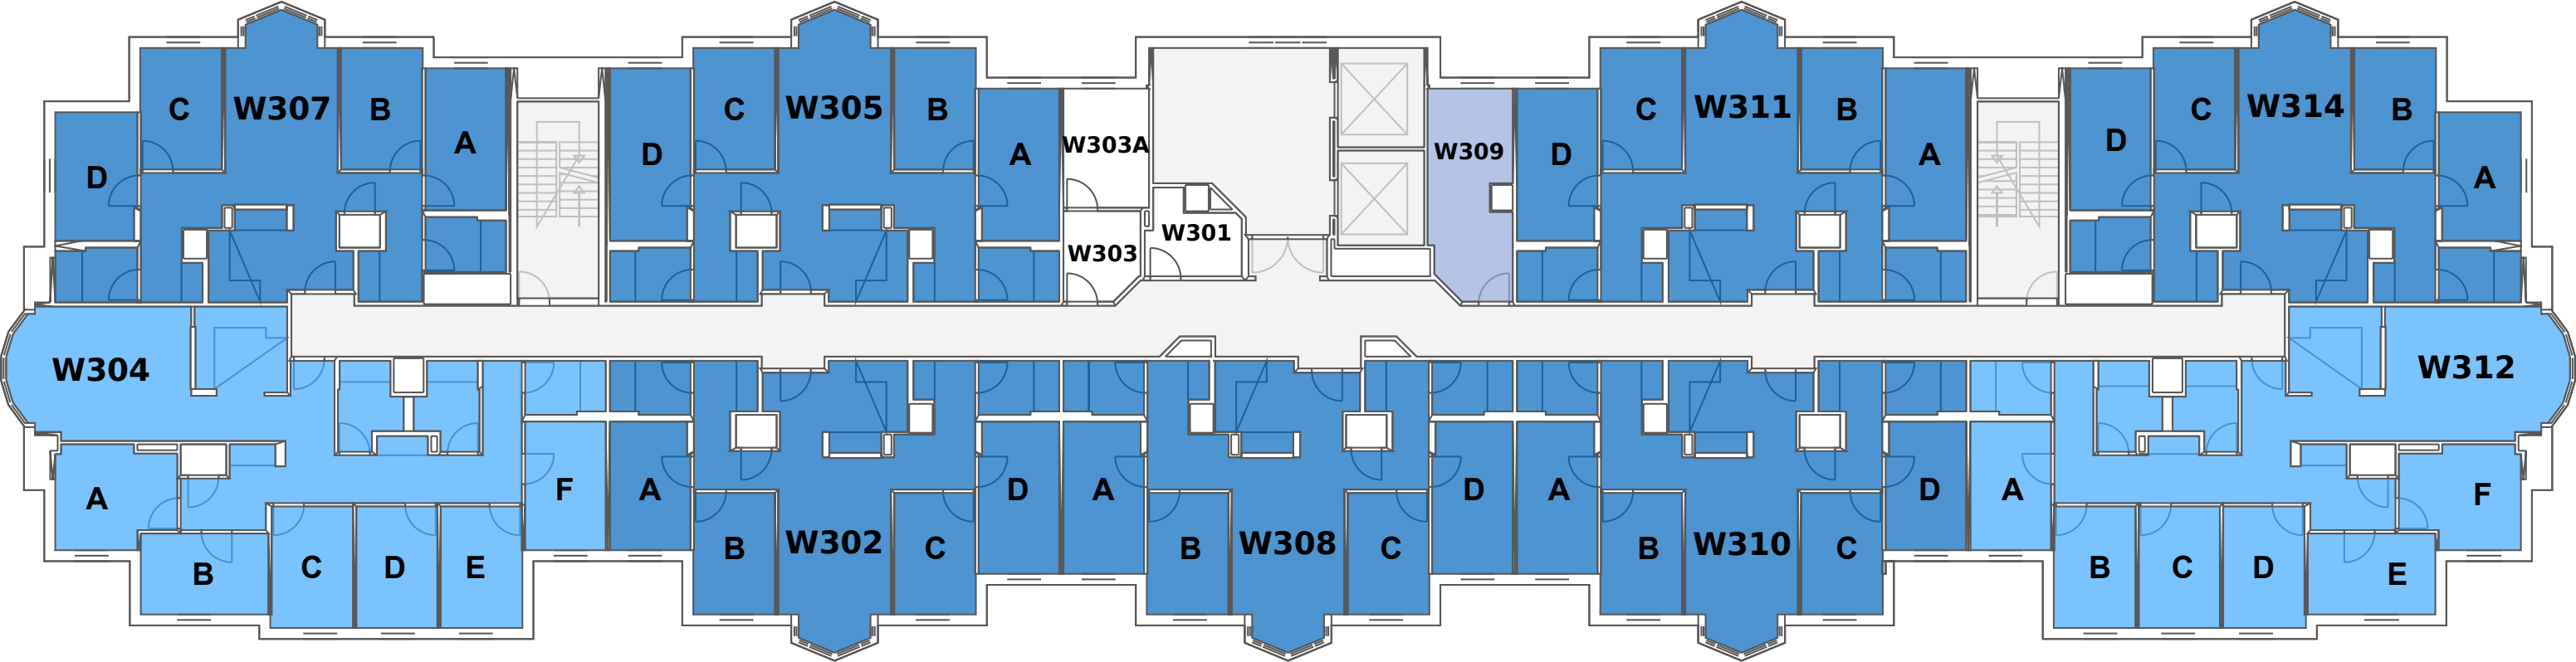 C W307 B A D
D C W305 B A
W303A
W303
W301
W309
D C W311 B A
D C W314 B A
W304
A B C D E F
A B W302 C D
A B W308 C D
A B W310 C D
W312
A B C D E F